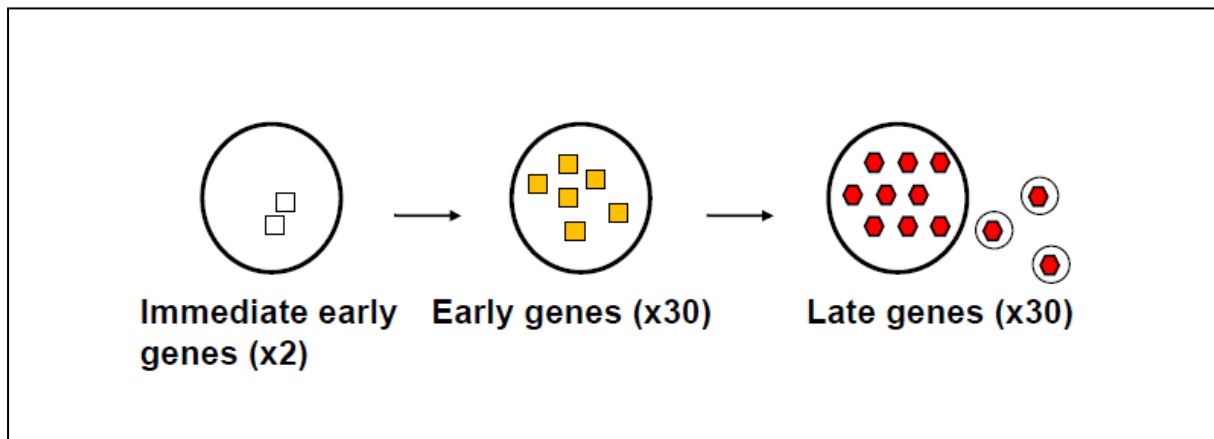 Immediate early
genes (x2)
Early genes (x30)
Late genes (x30)